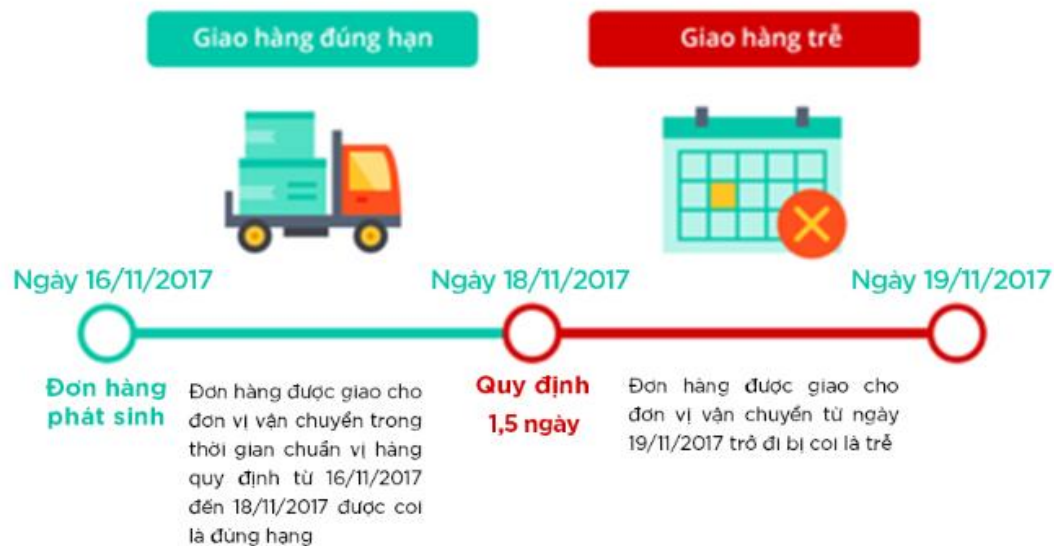 Giao hàng đúng hạn
Giao hàng trễ
Ngày 16/11/2017
Ngày 18/11/2017
Ngày 19/11/2017
Đơn hàng
phát sinh
Đơn hàng được giao cho
đơn vị vận chuyển trong
thời gian chuẩn vị hàng
quy định từ 16/11/2017
đến 18/11/2017 được coi
là đúng hạng
Quy định
1,5 ngày
Đơn hàng được giao cho
đơn vị vận chuyển từ ngày
19/11/2017 trở đi bị coi là trễ